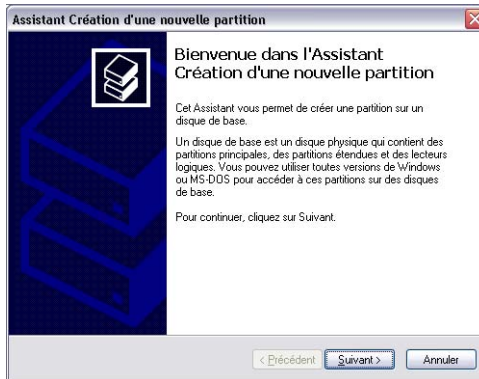 Assistant Création d'une nouvelle partition
Bienvenue dans l'Assistant
Création d'une nouvelle partition
Cet Assistant vous permet de créer une partition sur un
disque de base.
Un disque de base est un disque physique qui contient des
partitions principales, des partitions étendues et des lecteurs
logiques. Vous pouvez utiliser toutes versions de Windows
ou MS-DOS pour accéder à ces partitions sur des disques
de base.
Pour continuer, cliquez sur Suivant.
< Précédent Suivant > Annuler